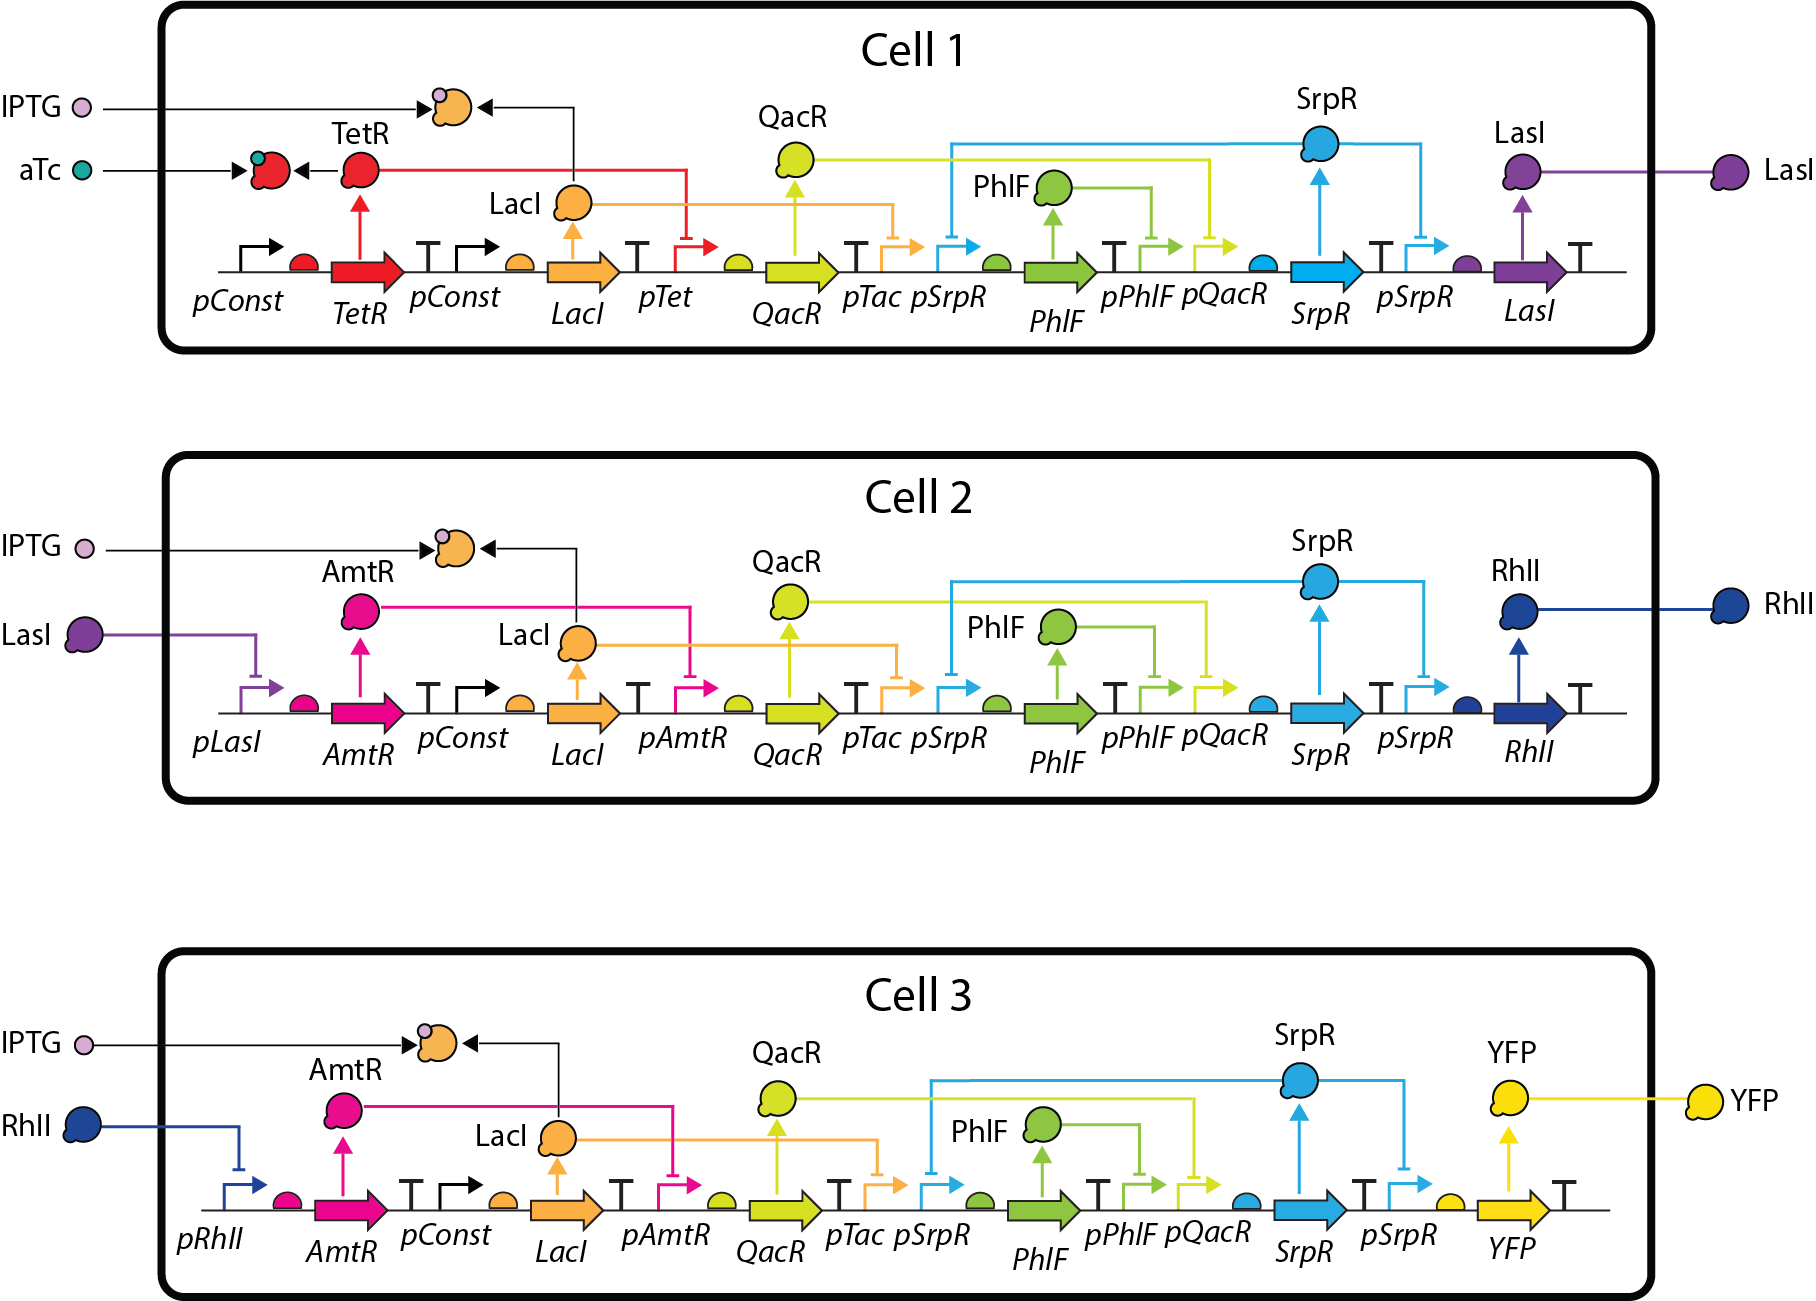 Cell 1
IPTG
aTc
TetR
LacI
QacR
PhlF
SrpR
LasI
LasI
pConst
TetR
pConst
LacI
pTet
QacR
pTac
pSrpR
PhlF
pPhlF
pQacR
SrpR
pSrpR
LasI
Cell 2
IPTG
LasI
AmtR
LacI
QacR
PhlF
SrpR
RhlI
RhlI
pLasI
AmtR
pConst
LacI
pAmtR
QacR
pTac
pSrpR
PhlF
pPhlF
pQacR
SrpR
pSrpR
RhlI
Cell 3
IPTG
RhlI
AmtR
LacI
QacR
PhlF
SrpR
YFP
YFP
pRhlI
AmtR
pConst
LacI
pAmtR
QacR
pTac
pSrpR
PhlF
pPhlF
pQacR
SrpR
pSrpR
YFP